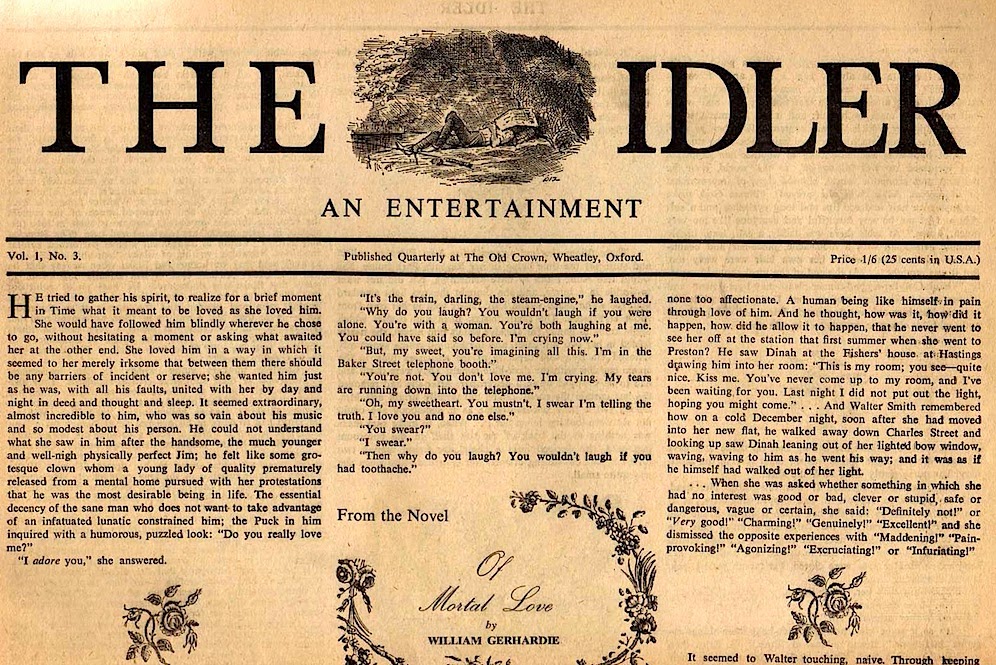 THE IDLER
AN ENTERTAINMENT
Vol. 1, No. 3.
Published Quarterly at The Old Crown, Wheatley, Oxford.
Price 1/6 (25 cents in U.S.A.)
HE tried to gather his spirit, to realize for a brief moment
in Time what it meant to be loved as she loved him.
She would have followed him blindly wherever he chose
to go, without hesitating a moment or asking what awaited
her at the other end. She loved him in a way in which it
seemed to her merely irksome that between them there should
be any barriers of incident or reserve; she wanted him just
as he was, with all his faults, united with her by day and
night in deed and thought and sleep. It seemed extraordinary,
almost incredible to him, who was so vain about his music
and so modest about his person. He could not understand
what she saw in him after the handsome, the much younger
and well-nigh physically perfect Jim; he felt like some gro-
tesque clown whom a young lady of quality prematurely
released from a mental home pursued with her protestations
that he was the most desirable being in life. The essential
decency of the sane man who does not want to take advantage
of an infatuated lunatic constrained him; the Puck in him
inquired with a humorous, puzzled look: "Do you really love
me?"
"I adore you," she answered.
"It's the train, darling, the steam-engine," he laughed.
"Why do you laugh? You wouldn't laugh if you were
alone. You're with a woman. You're both laughing at me.
You could have said so before. I'm crying now."
"But, my sweet, you're imagining all this. I'm in the
Baker Street telephone booth."
"You're not. You don't love me. I'm crying. My tears
are running down into the telephone."
"Oh, my sweetheart. You mustn't. I swear I'm telling the
truth. I love you and no one else."
"You swear?"
"I swear."
"Then why do you laugh? You wouldn't laugh if you
had toothache."
From the Novel
Of
Mortal Love
by
WILLIAM GERHARDIE
none too affectionate. A human being like himself in pain
through love of him. And he thought, how was it, how did it
happen, how did he allow it to happen, that he never went to
see her off at the station that first summer when she went to
Preston? He saw Dinah at the Fishers' house at Hastings
drawing him into her room: "This is my room; you see—quite
nice. Kiss me. You've never come up to my room, and I've
been waiting for you. Last night I did not put out the light,
hoping you might come." . . . And Walter Smith remembered
how on a cold December night, soon after she had moved
into her new flat, he walked away down Charles Street and
looking up saw Dinah leaning out of her lighted bow window,
waving, waving to him as he went his way; and it was as if
he himself had walked out of her light.
. . . When she was asked whether something in which she
had no interest was good or bad, clever or stupid, safe or
dangerous, vague or certain, she said: "Definitely not!" or
"Very good!" "Charming!" "Genuinely!" "Excellent!" and she
dismissed the opposite experiences with "Maddening!" "Pain-
provoking!" "Agonizing!" "Excruciating!" or "Infuriating!"
It seemed to Walter touching, naive. Through keeping